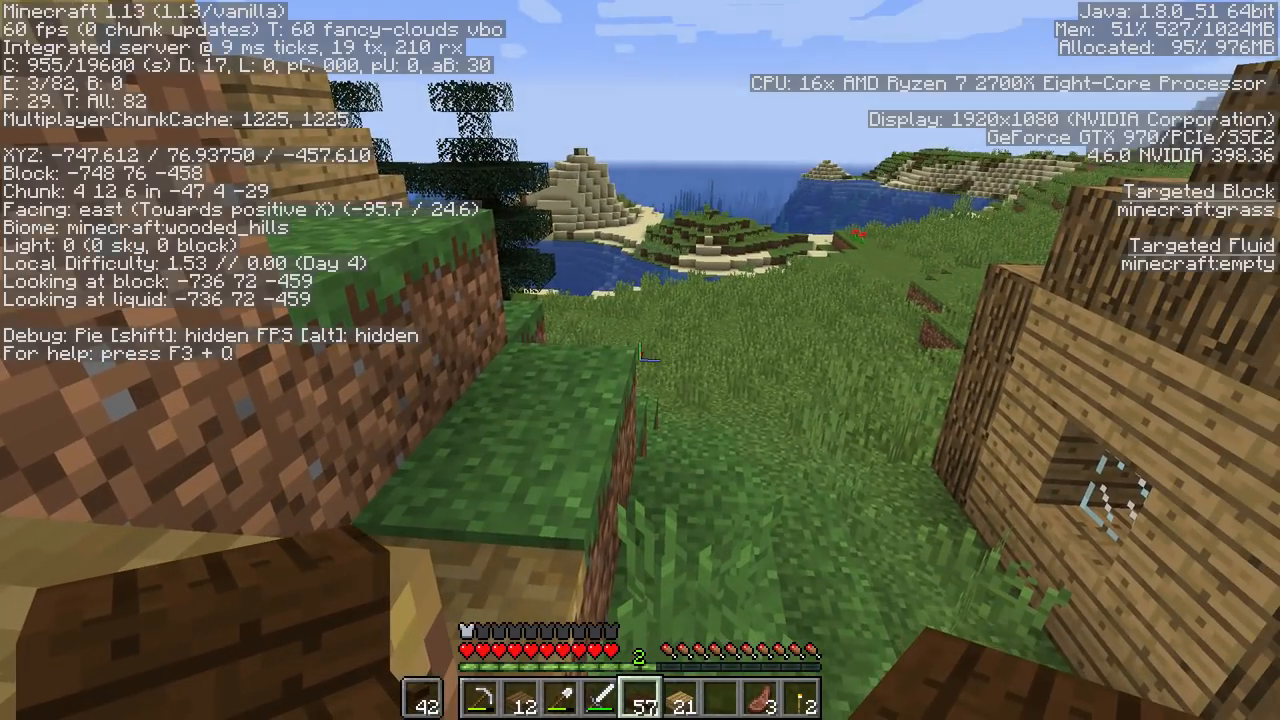 Minecraft 1.13 (1.13/vanilla)
60 fps (0 chunk updates) T: 60 fancy-clouds vbo
Integrated server @ 9 ms ticks, 19 tx, 210 rx
C: 955/19600 (s) D: 17, L: 0, pC: 000, pU: 0, aB: 30
E: 3/82, B: 0
P: 29. T: All: 82
MultiplayerChunkCache: 1225, 1225
XYZ: -747.612 / 76.93750 / -457.610
Block: -748 76 -458
Chunk: 4 12 6 in -47 4 -29
Facing: east (Towards positive X) (-95.7 / 24.6)
Biome: minecraft:wooded_hills
Light: 0 (0 sky, 0 block)
Local Difficulty: 1.53 // 0.00 (Day 4)
Looking at block: -736 72 -459
Looking at liquid: -736 72 -459
Debug: Pie [shift]: hidden FPS [alt]: hidden
For help: press F3 + Q
Java: 1.8.0_51 64bit
Mem: 51% 527/1024MB
Allocated: 95% 976MB
CPU: 16x AMD Ryzen 7 2700X Eight-Core Processor
Display: 1920x1080 (NVIDIA Corporation)
GeForce GTX 970/PCIe/SSE2
4.6.0 NVIDIA 398.36
Targeted Block
minecraft:grass
Targeted Fluid
minecraft:empty
2
42
12
57
21
3
2